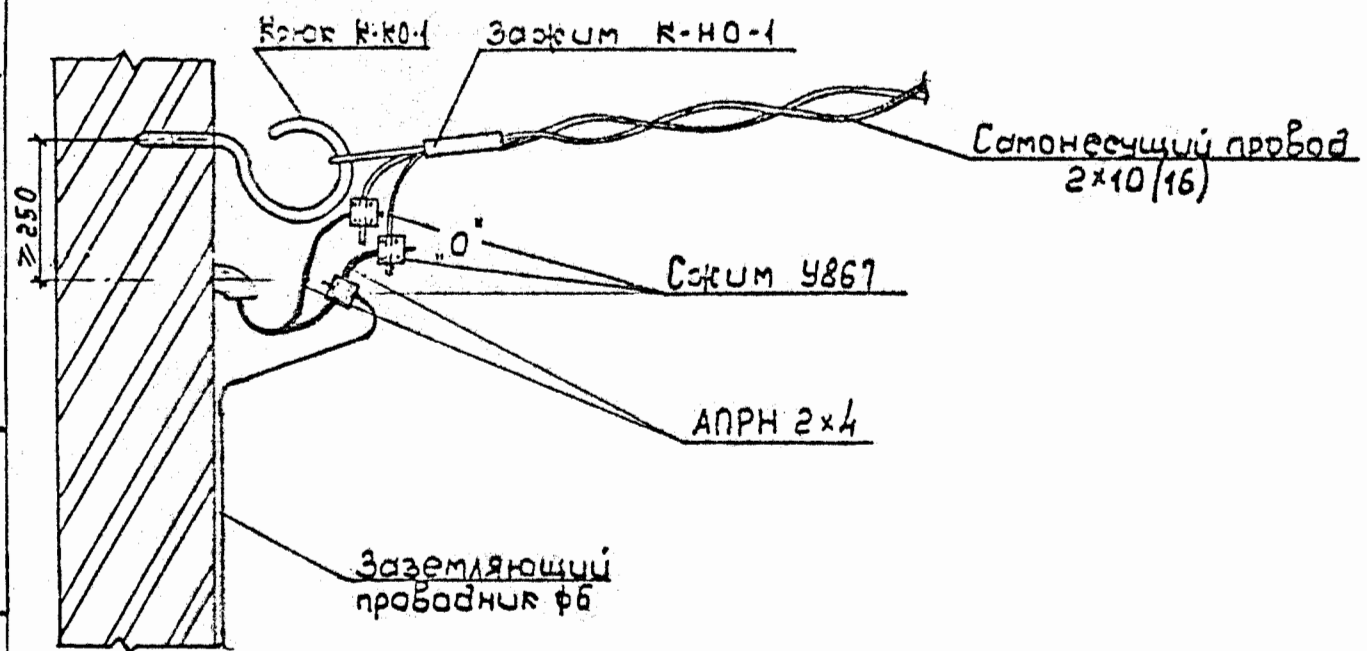 Крюк К-КО-1
Зажим К-НО-1
Самонесущий провод
2×10(16)
≥250
„0"
Сжим У867
АПРН 2×4
Заземляющий
проводник ф6